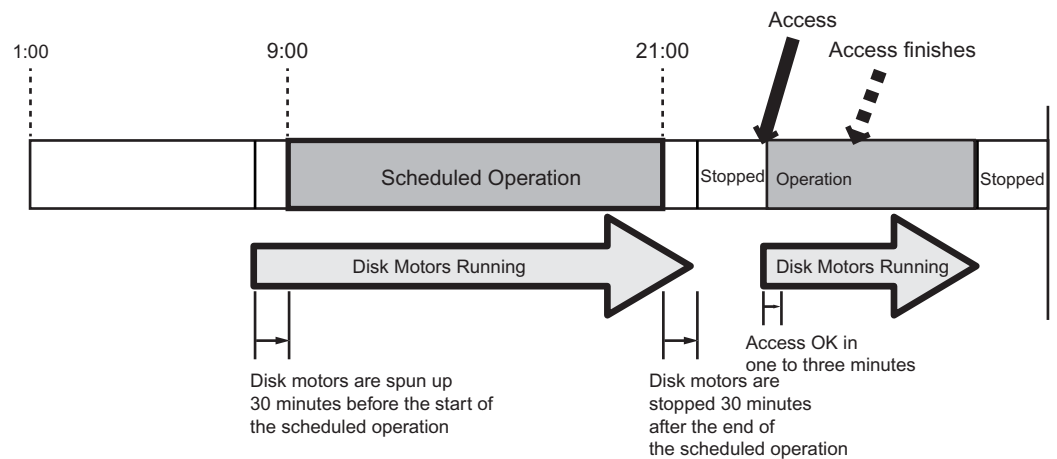 Access
1:00
9:00
21:00
Access finishes
Scheduled Operation
Stopped
Operation
Stopped
Disk Motors Running
Disk Motors Running
Access OK in
one to three minutes
Disk motors are spun up
30 minutes before the start of
the scheduled operation
Disk motors are
stopped 30 minutes
after the end of
the scheduled operation